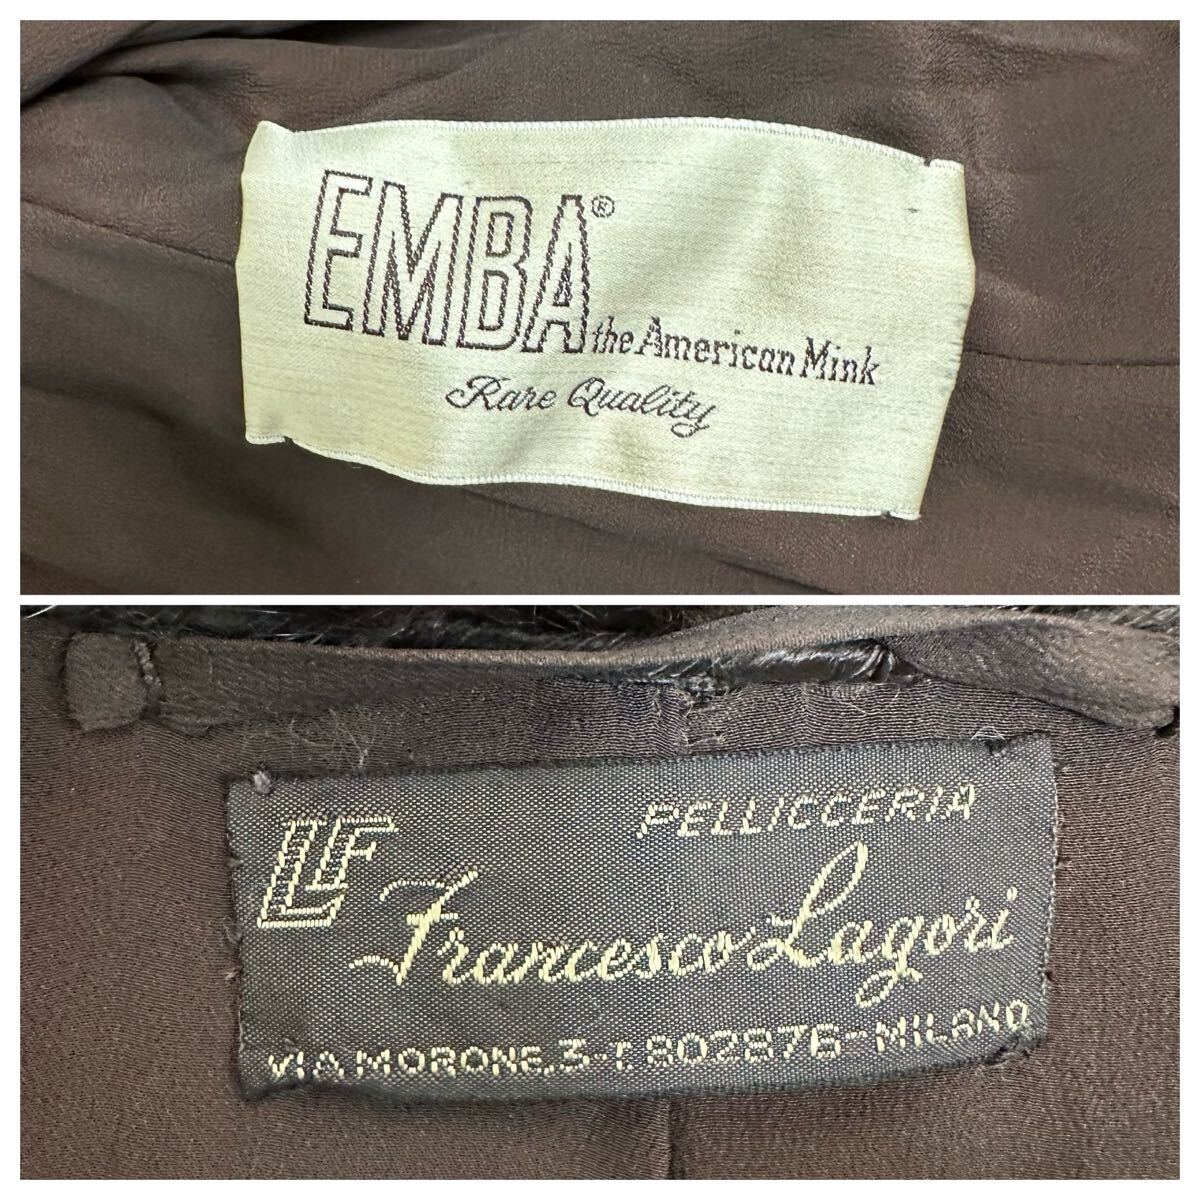 EMBA®
the American Mink
Rare Quality
LF
PELLICCERIA
Francesco Lagori
VIA MORONE, 3-T. 802876-MILANO